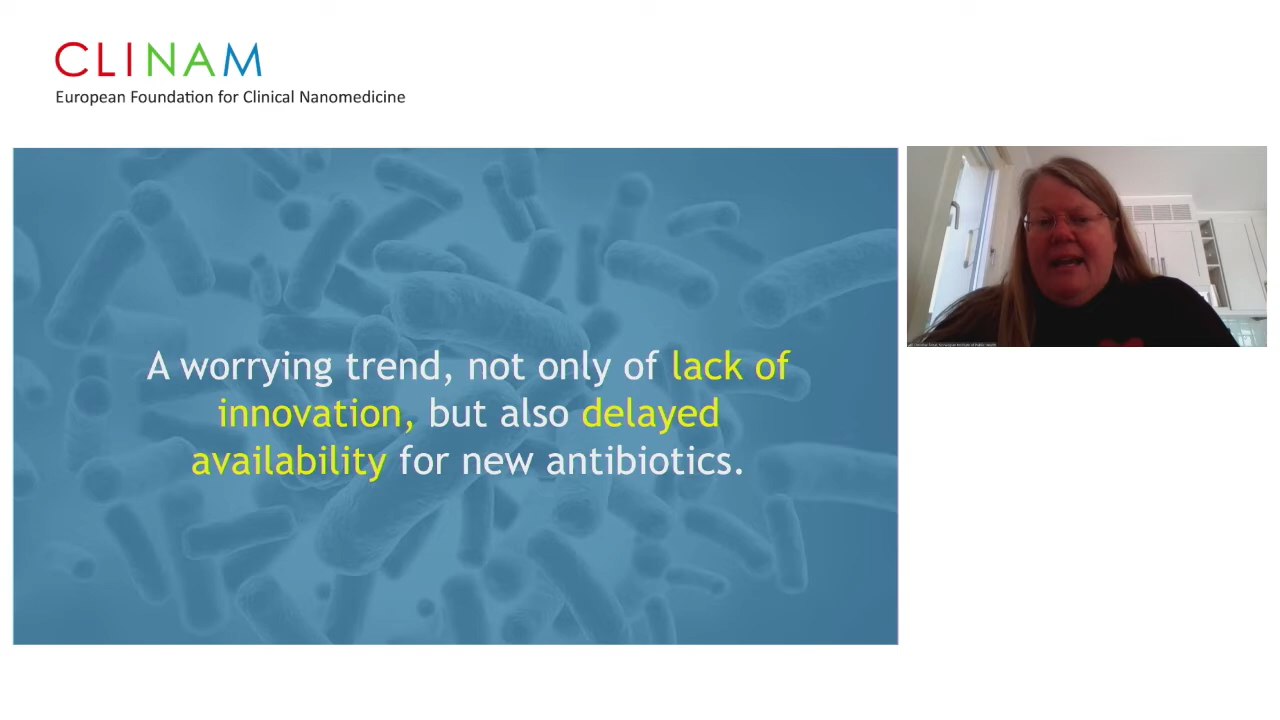 CLINAM
European Foundation for Clinical Nanomedicine
A worrying trend, not only of lack of
innovation, but also delayed
availability for new antibiotics.